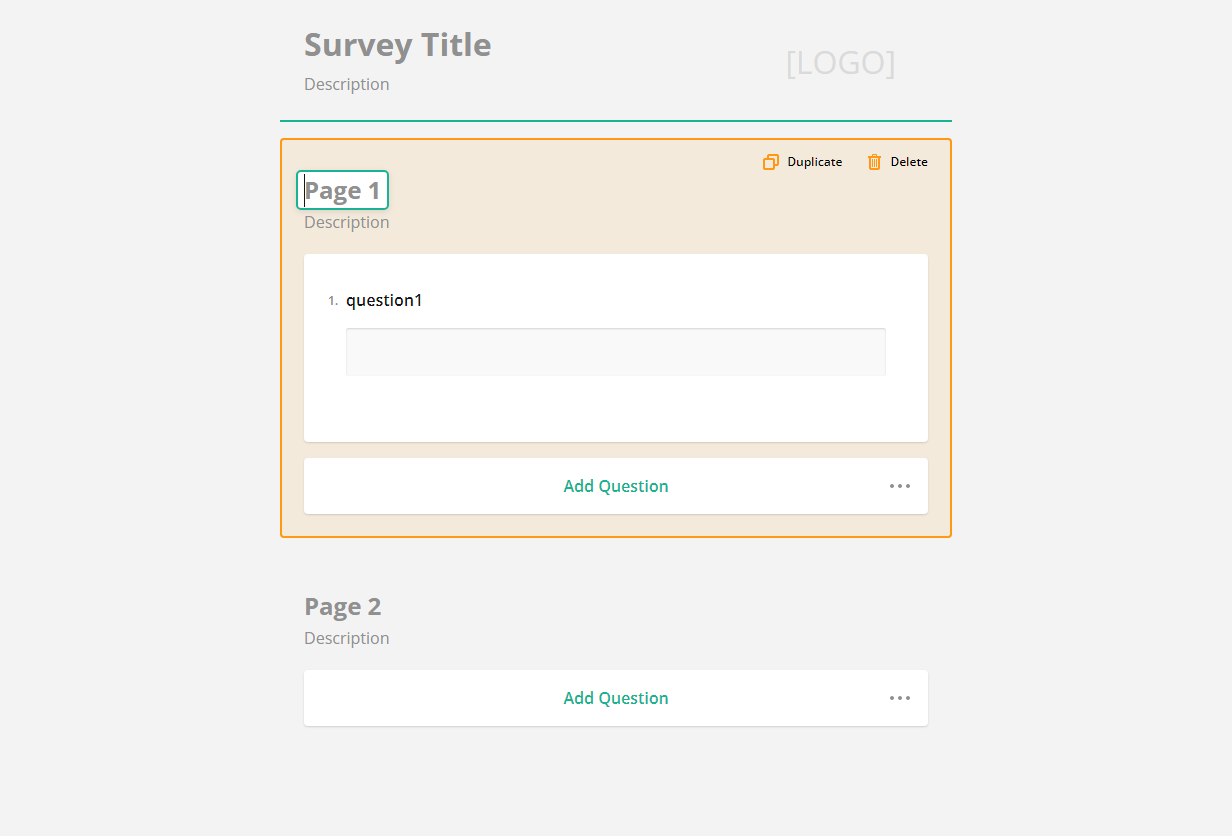 Survey Title
[LOGO]
Description
Duplicate
Delete
Page 1
Description
1. question1
Add Question
Page 2
Description
Add Question